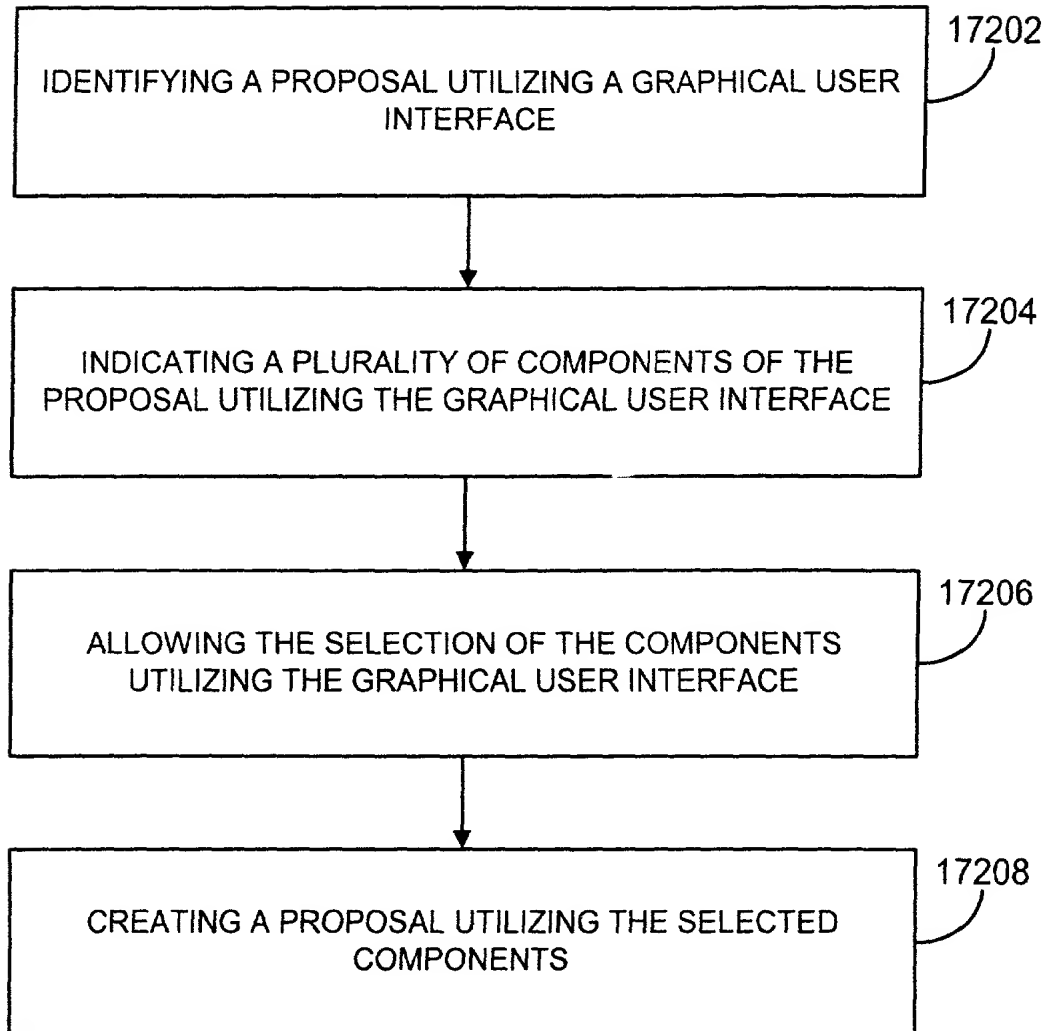 17202
IDENTIFYING A PROPOSAL UTILIZING A GRAPHICAL USER
INTERFACE
17204
INDICATING A PLURALITY OF COMPONENTS OF THE
PROPOSAL UTILIZING THE GRAPHICAL USER INTERFACE
17206
ALLOWING THE SELECTION OF THE COMPONENTS
UTILIZING THE GRAPHICAL USER INTERFACE
17208
CREATING A PROPOSAL UTILIZING THE SELECTED
COMPONENTS